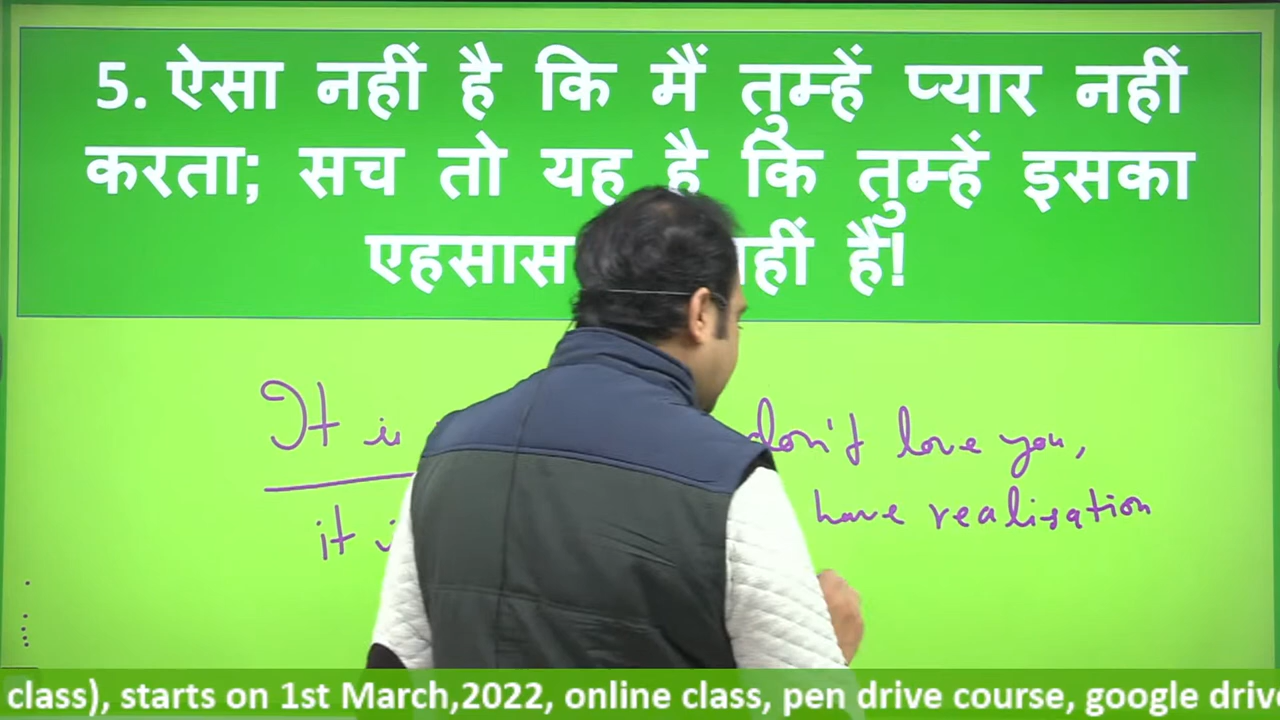 5. ऐसा नहीं है कि मैं तुम्हें प्यार नहीं
करता; सच तो यह है कि तुम्हें इसका
एहसास हीं है!
It is don't love you,
it i have realisation
class), starts on 1st March,2022, online class, pen drive course, google driv